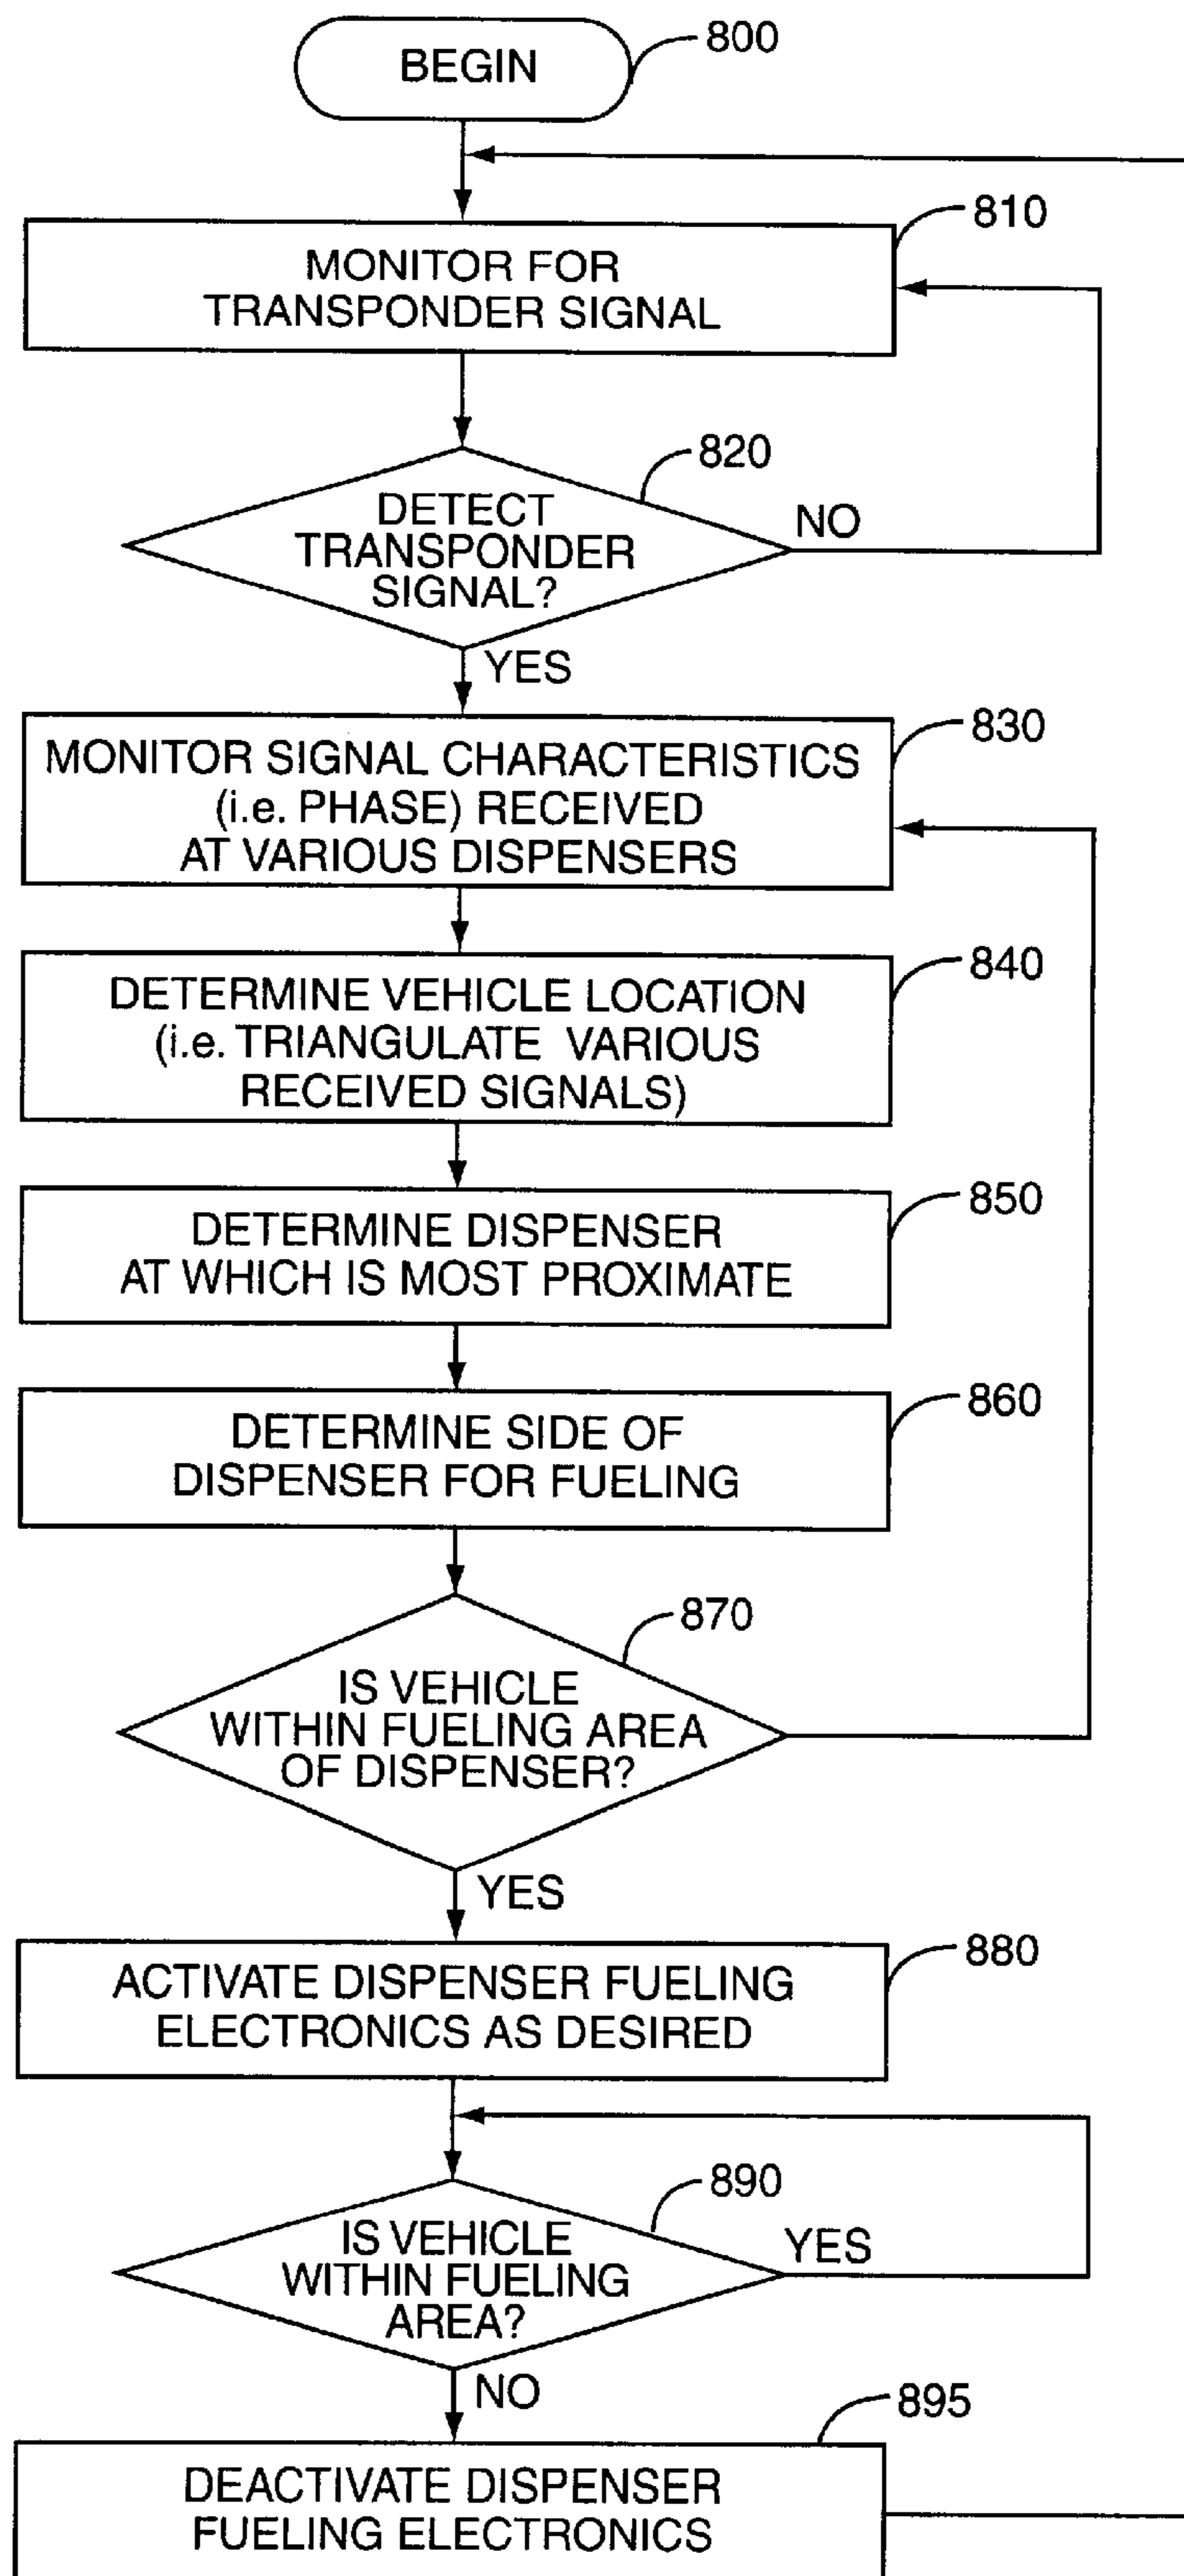 BEGIN
800
810
MONITOR FOR
TRANSPONDER SIGNAL
820
DETECT
TRANSPONDER
SIGNAL?
NO
YES
830
MONITOR SIGNAL CHARACTERISTICS
(i.e. PHASE) RECEIVED
AT VARIOUS DISPENSERS
840
DETERMINE VEHICLE LOCATION
(i.e. TRIANGULATE VARIOUS
RECEIVED SIGNALS)
850
DETERMINE DISPENSER
AT WHICH IS MOST PROXIMATE
860
DETERMINE SIDE OF
DISPENSER FOR FUELING
870
IS VEHICLE
WITHIN FUELING AREA
OF DISPENSER?
YES
880
ACTIVATE DISPENSER FUELING
ELECTRONICS AS DESIRED
890
IS VEHICLE
WITHIN FUELING
AREA?
YES
NO
895
DEACTIVATE DISPENSER
FUELING ELECTRONICS